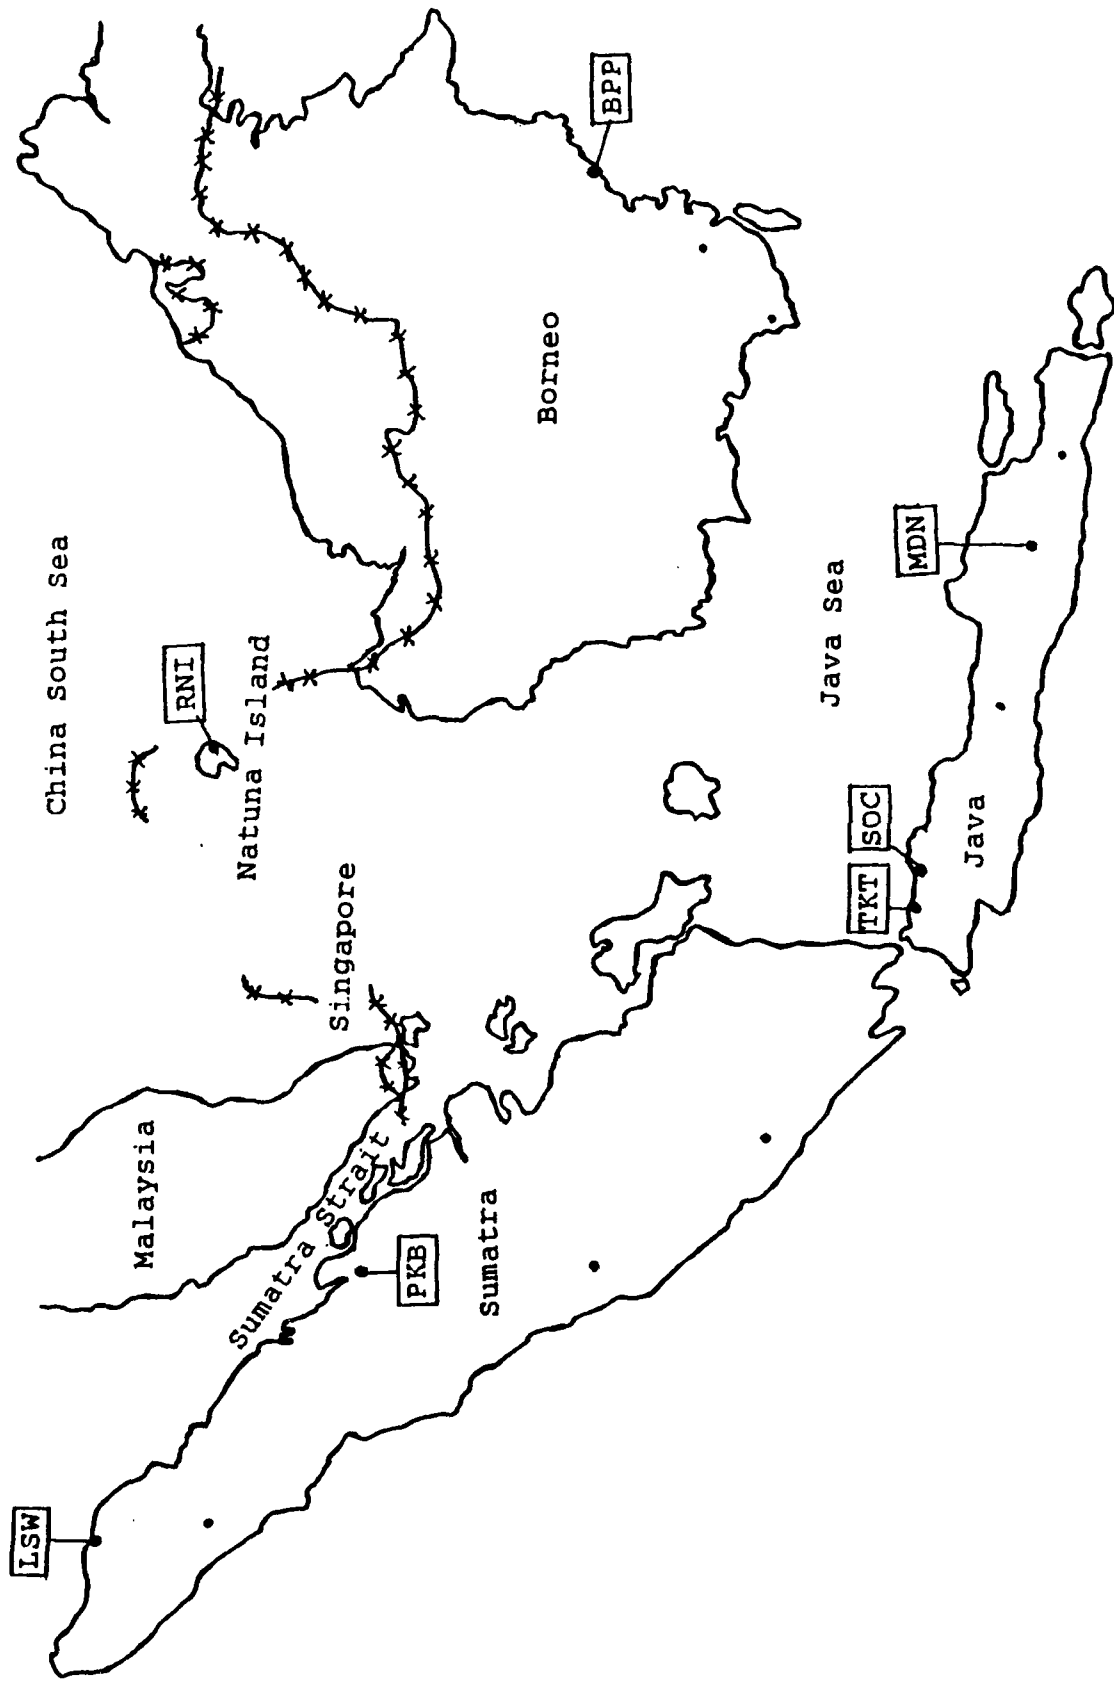 LSW
PKB
Malaysia
Sumatra Strait
Sumatra
Singapore
China South Sea
RNI
Natuna Island
Borneo
BPP
Java Sea
TKT
SOC
Java
MDN